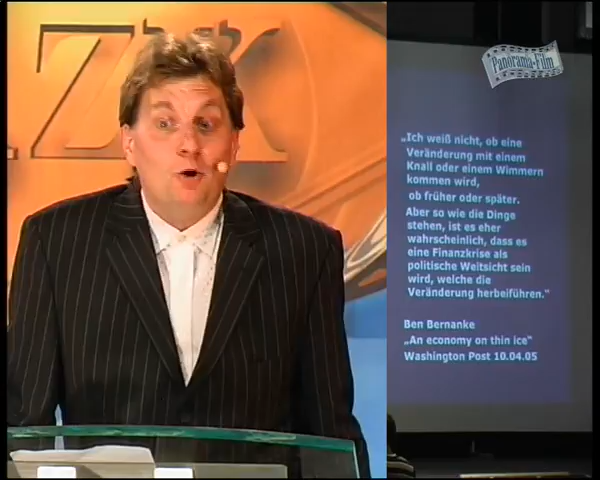 ZK
Panorama-Film
„Ich weiß nicht, ob eine
Veränderung mit einem
Knall oder einem Wimmern
kommen wird,
ob früher oder später.
Aber so wie die Dinge
stehen, ist es eher
wahrscheinlich, dass es
eine Finanzkrise als
politische Weitsicht sein
wird, welche die
Veränderung herbeiführen."
Ben Bernanke
„An economy on thin ice"
Washington Post 10.04.05